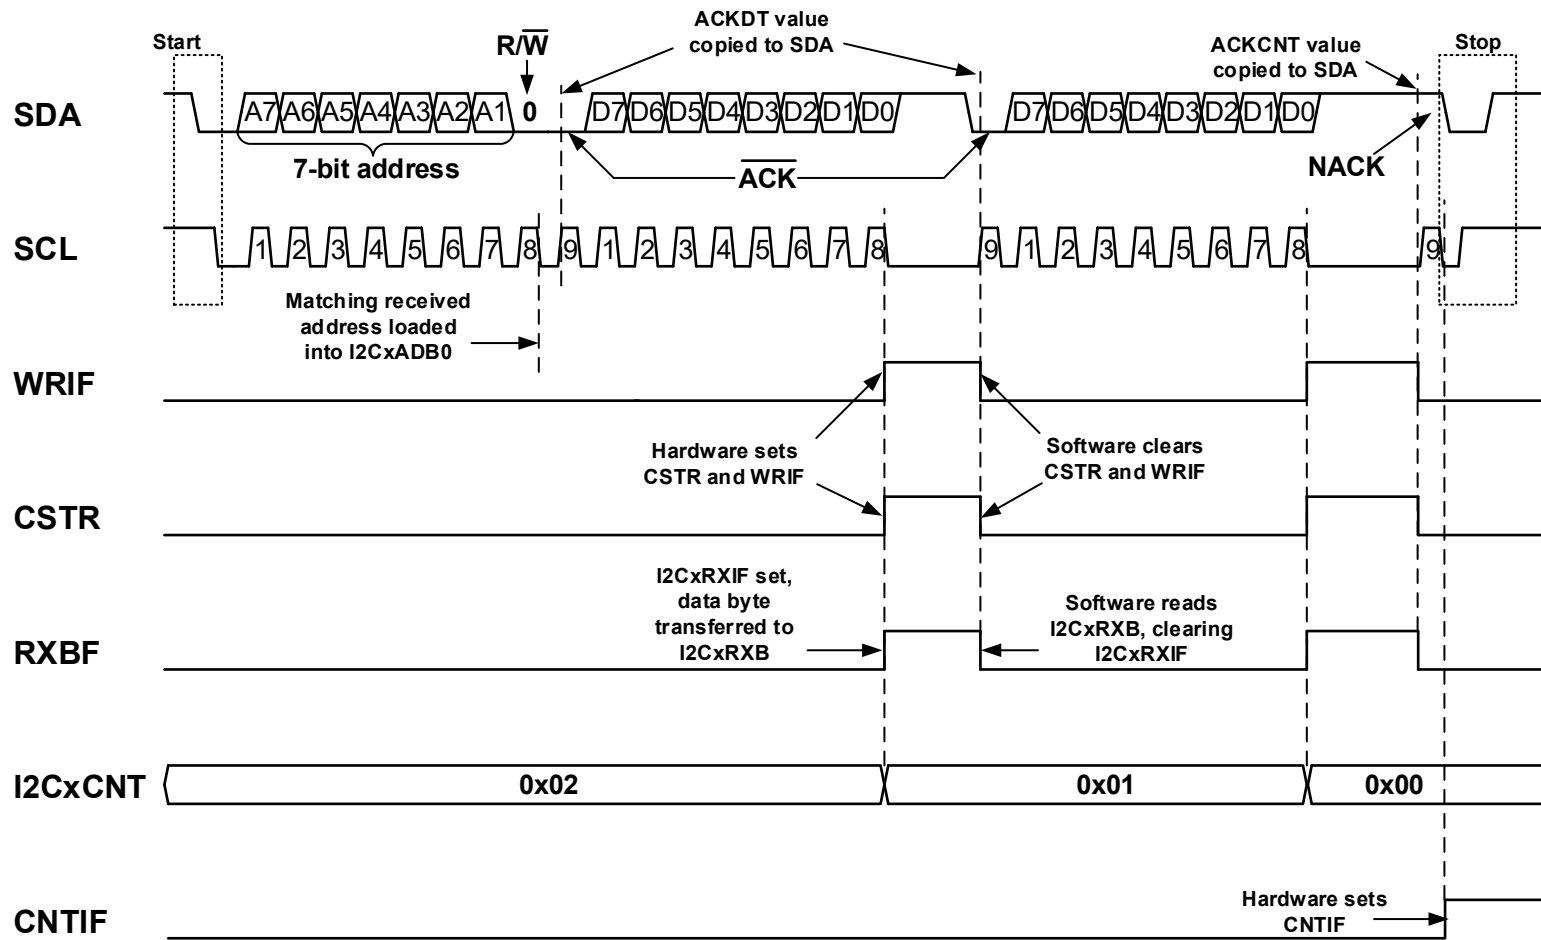 Start
R/W
ACKDT value
copied to SDA
ACKCNT value
copied to SDA
Stop
SDA
A7 A6 A5 A4 A3 A2 A1 0 D7 D6 D5 D4 D3 D2 D1 D0 D7 D6 D5 D4 D3 D2 D1 D0
7-bit address
ACK
NACK
SCL
1 2 3 4 5 6 7 8 9 1 2 3 4 5 6 7 8 9 1 2 3 4 5 6 7 8 9
Matching received
address loaded
into I2CxADB0
WRIF
Hardware sets
CSTR and WRIF
Software clears
CSTR and WRIF
CSTR
I2CxRXIF set,
data byte
transferred to
I2CxRXB
Software reads
I2CxRXB, clearing
I2CxRXIF
RXBF
I2CxCNT
0x02
0x01
0x00
Hardware sets
CNTIF
CNTIF